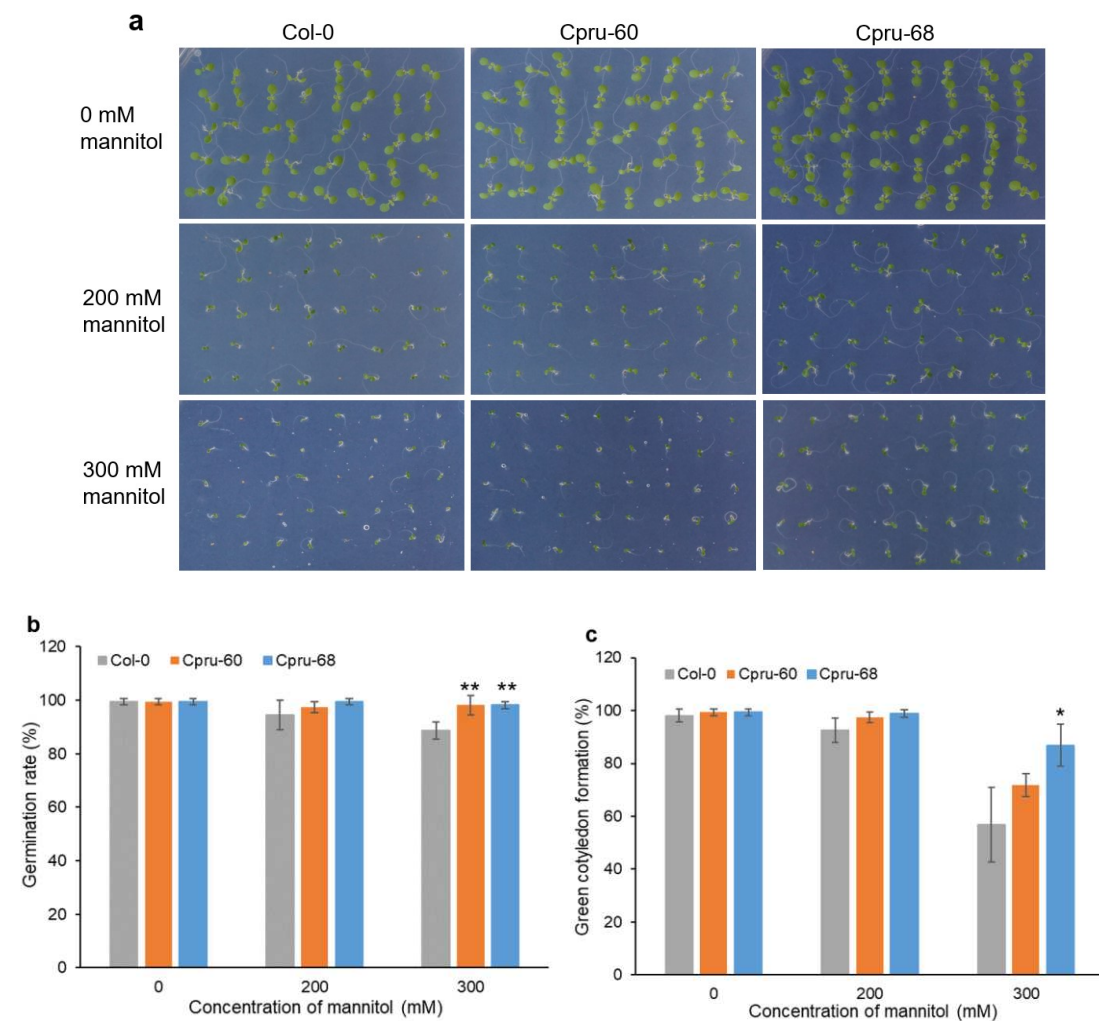 a
Col-0
Cpru-60
Cpru-68
0 mM
mannitol
200 mM
mannitol
300 mM
mannitol
b
120
100
80
60
40
20
0
Germination rate (%)
Col-0
Cpru-60
Cpru-68
**
**
0
200
300
Concentration of mannitol (mM)
c
120
100
80
60
40
20
0
Green cotyledon formation (%)
Col-0
Cpru-60
Cpru-68
*
0
200
300
Concentration of mannitol (mM)